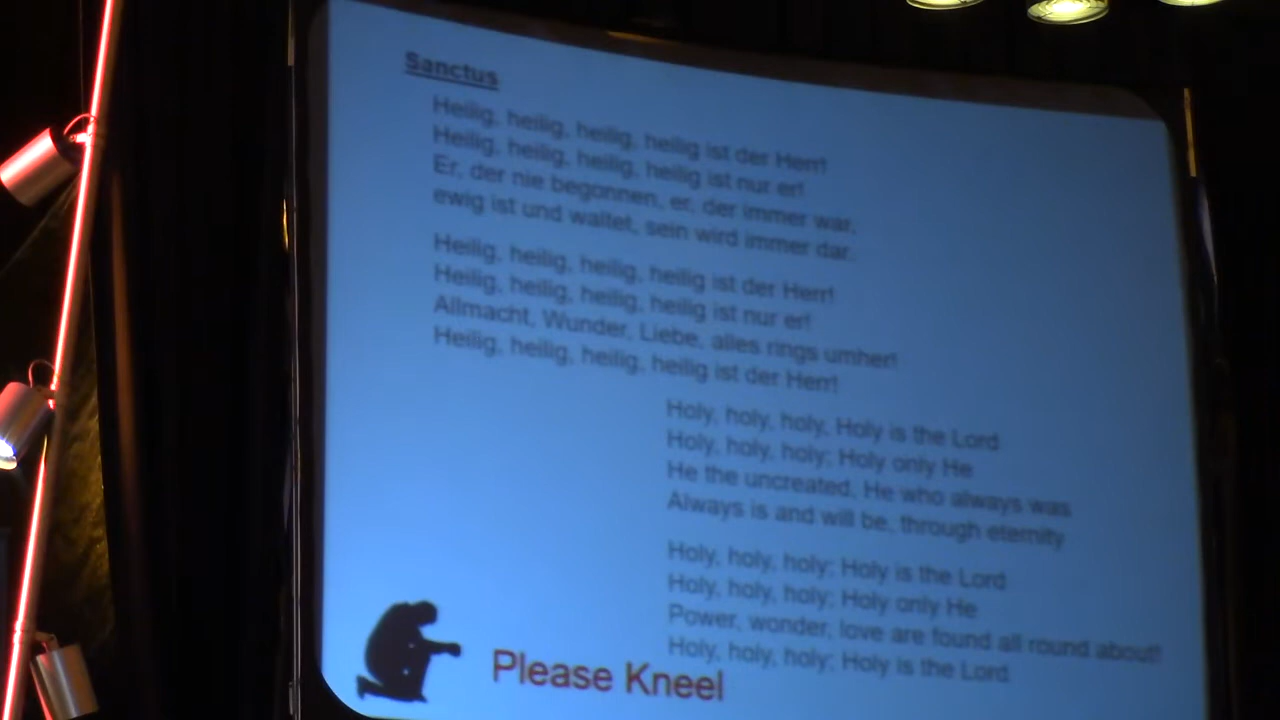 Sanctus
Heilig, heilig, heilig, heilig ist der Herr!
Heilig, heilig, heilig, heilig ist nur er!
Er, der nie begonnen, er, der immer war,
ewig ist und waltet, sein wird immer dar.
Heilig, heilig, heilig, heilig ist der Herr!
Heilig, heilig, heilig, heilig ist nur er!
Allmacht, Wunder, Liebe, alles rings umher!
Heilig, heilig, heilig, heilig ist der Herr!
Holy, holy, holy, Holy is the Lord
Holy, holy, holy; Holy only He
He the uncreated, He who always was
Always is and will be, through eternity
Holy, holy, holy; Holy is the Lord
Holy, holy, holy; Holy only He
Power, wonder, love are found all round about!
Holy, holy, holy; Holy is the Lord
Please Kneel